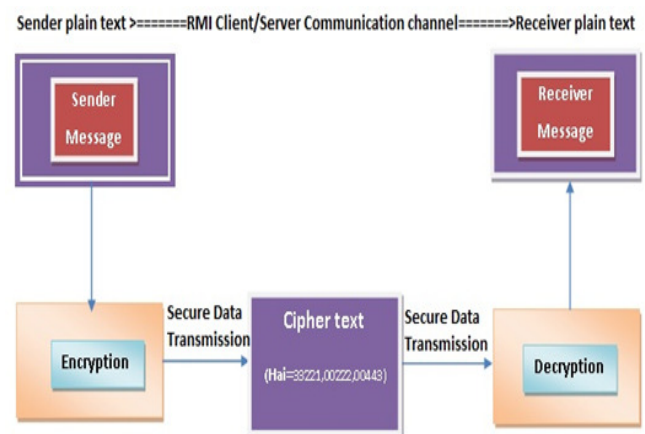 Sender plain text >=======RMI Client/Server Communication channel=======>Receiver plain text
Sender
Message
Receiver
Message
Encryption
Secure Data
Transmission
Cipher text
(Hai=33221,00222,00443)
Secure Data
Transmission
Decryption